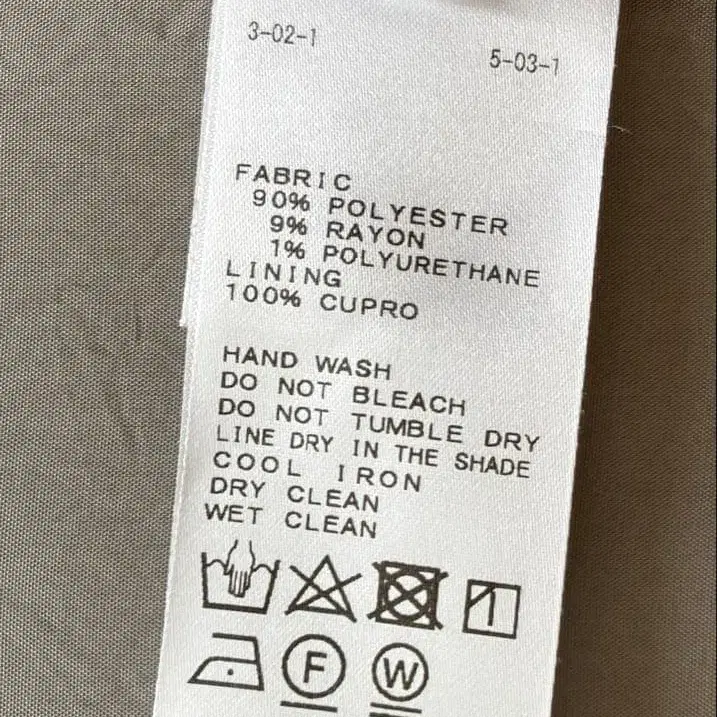 3-02-1
5-03-1
FABRIC
90% POLYESTER
9% RAYON
1% POLYURETHANE
LINING
100% CUPRO
HAND WASH
DO NOT BLEACH
DO NOT TUMBLE DRY
LINE DRY IN THE SHADE
COOL IRON
DRY CLEAN
WET CLEAN
F W